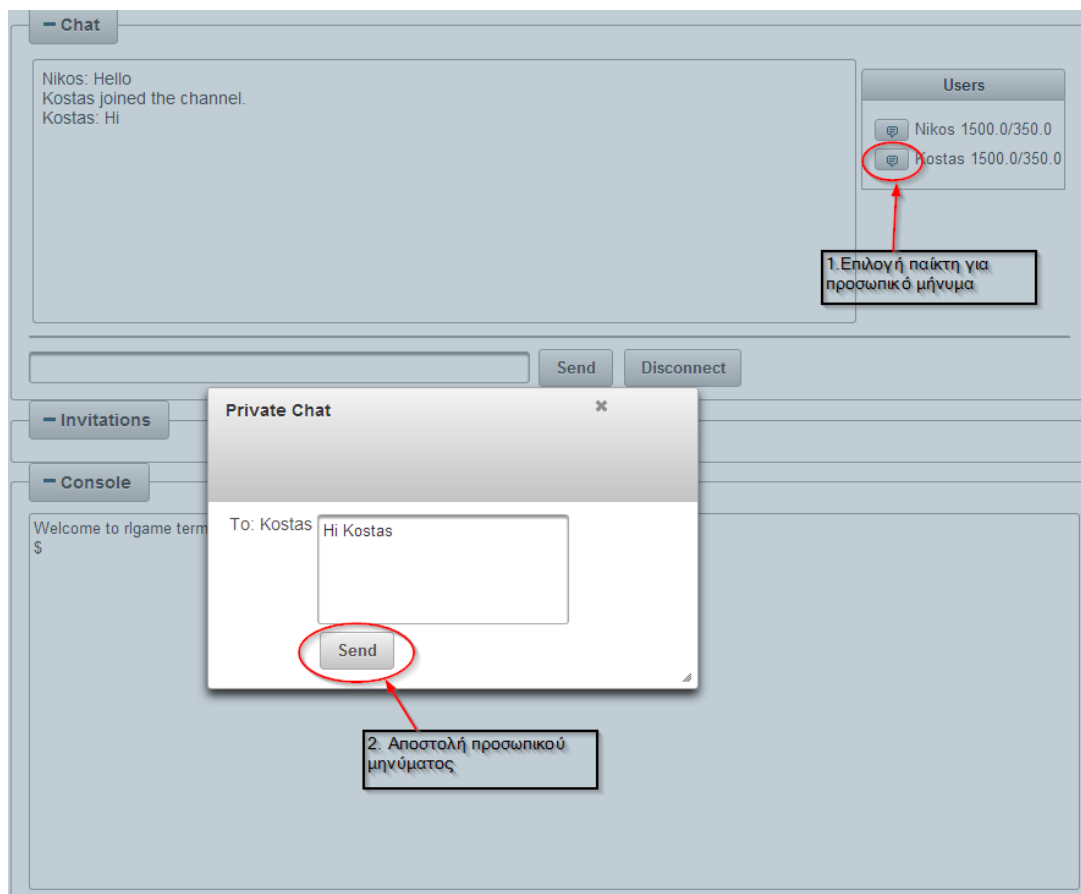 Chat
Nikos: Hello
Kostas joined the channel.
Kostas: Hi
Users
Nikos 1500.0/350.0
Kostas 1500.0/350.0
1.Επιλογή παίκτη για
προσωπικό μήνυμα
Send Disconnect
Invitations
Private Chat
Console
Welcome to rlgame term
$
To: Kostas
Hi Kostas
Send
2. Αποστολή προσωπικού
μηνύματος